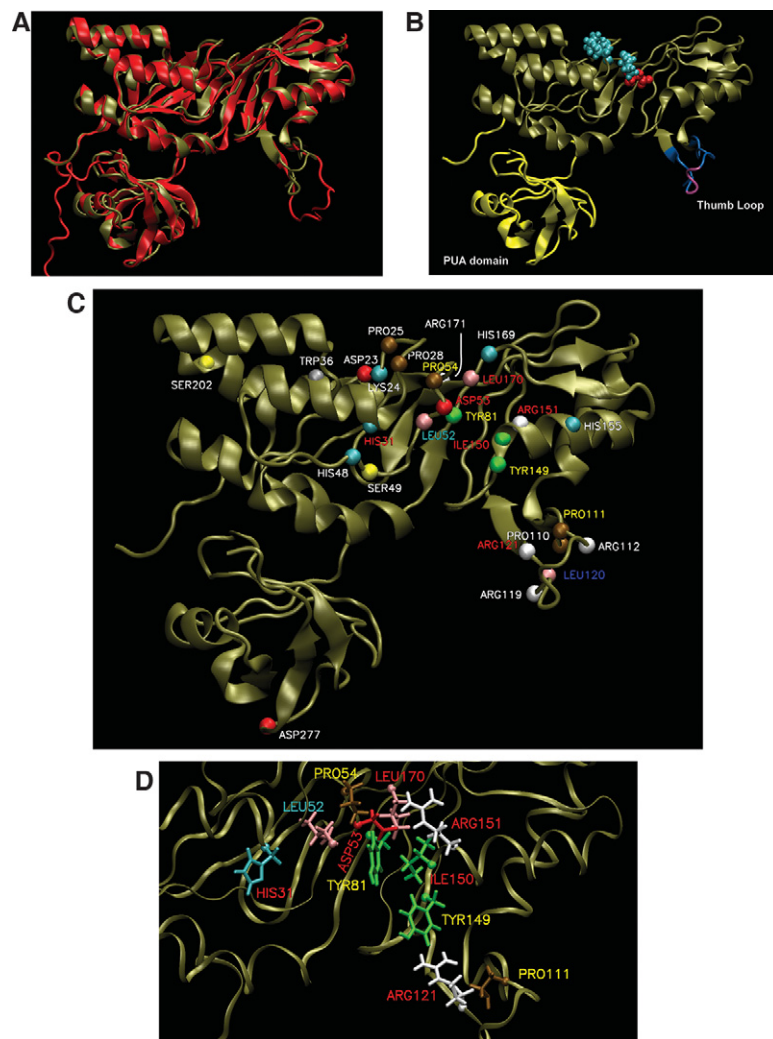 A
B
Thumb Loop
PUA domain
C
PRO25
ARG171
HIS169
TRP36
ASP23
PRO28
PRO54
SER202
LYS24
LEU170
ASP53
TYR81
ARG151
HIS31
LEU52
ILE150
HIS155
HIS48
SER49
TYR149
PRO111
PRO110
ARG121
ARG112
LEU120
ARG119
ASP277
D
PRO54
LEU170
LEU52
ARG151
ASP53
HIS31
TYR81
ILE150
TYR149
PRO111
ARG121